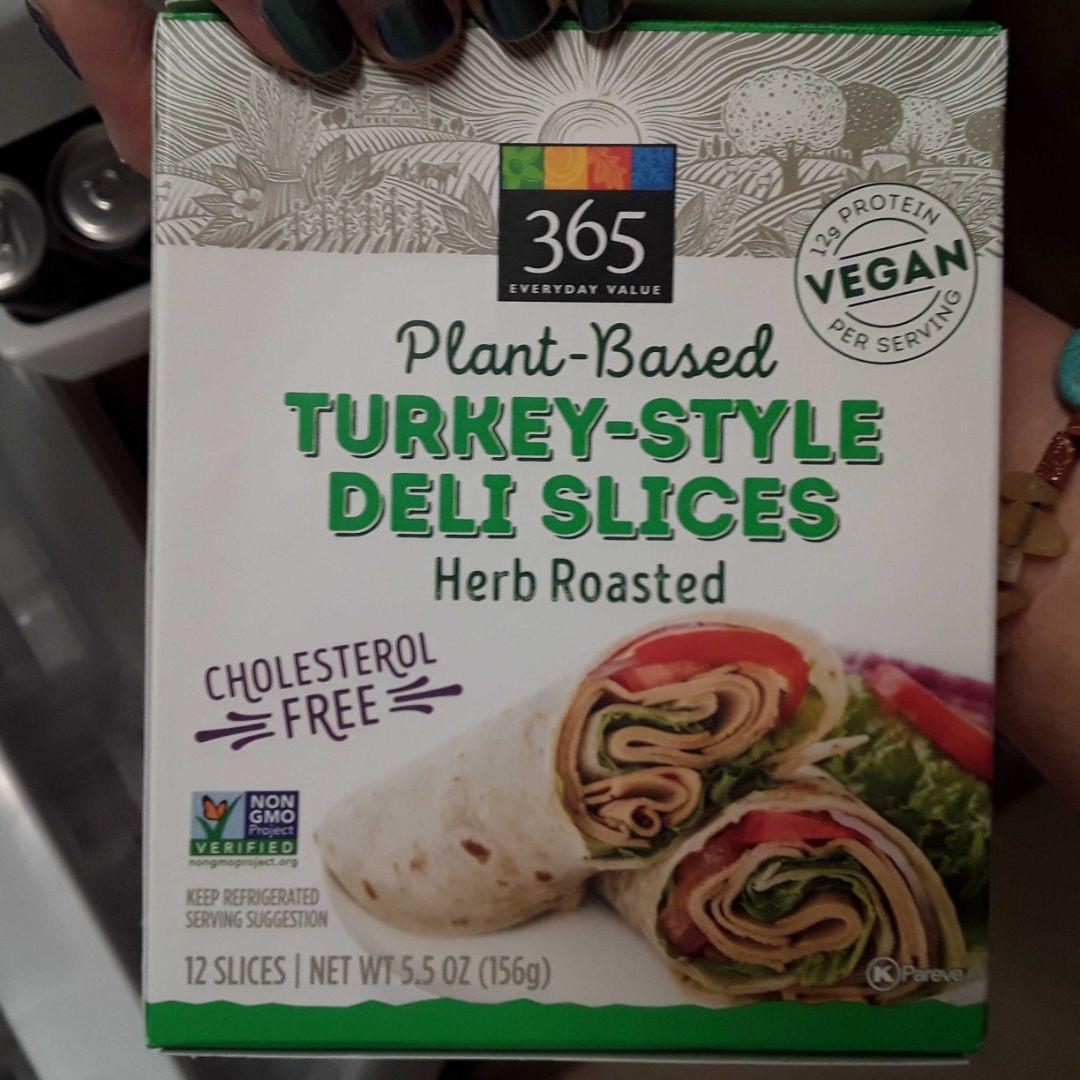 365
EVERYDAY VALUE
12g PROTEIN
VEGAN
PER SERVING
Plant-Based
TURKEY-STYLE
DELI SLICES
Herb Roasted
CHOLESTEROL
FREE
NON
GMO
Project
VERIFIED
nongmoproject.org
KEEP REFRIGERATED
SERVING SUGGESTION
12 SLICES | NET WT 5.5 OZ (156g)
K Pareve